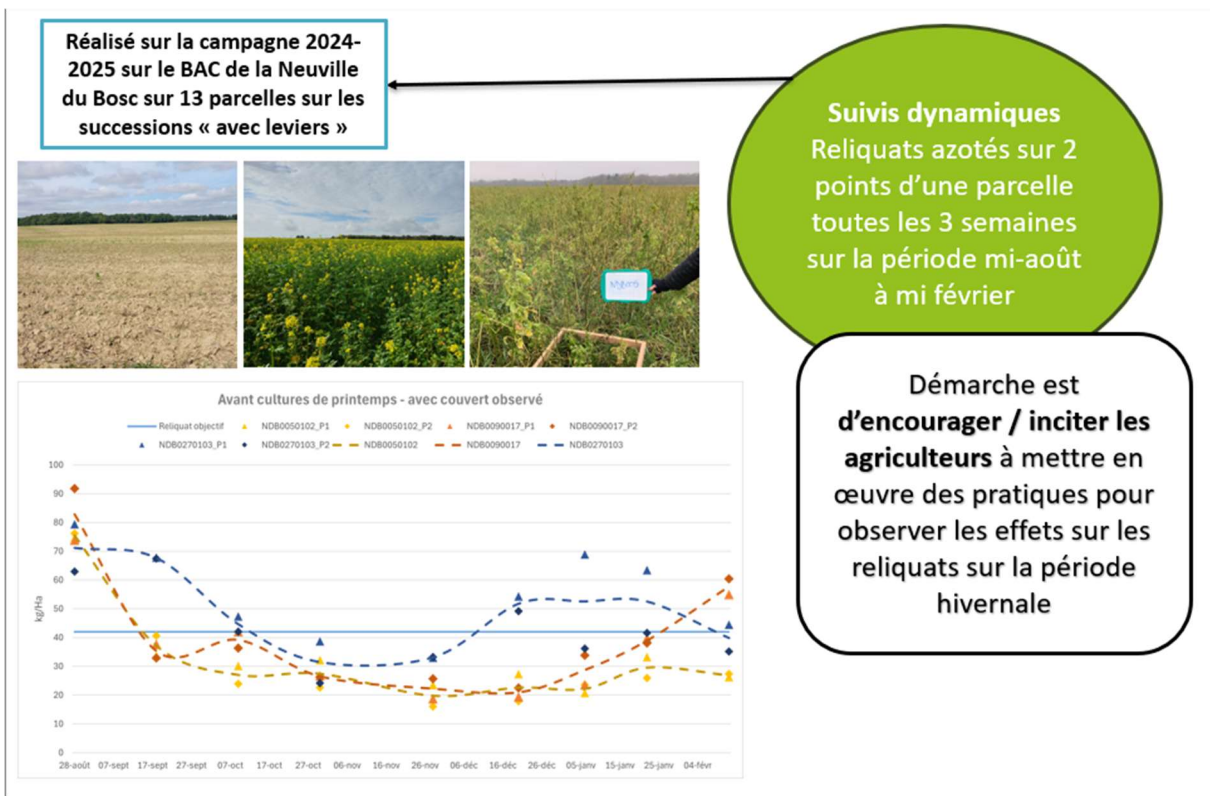 Réalisé sur la campagne 2024-
2025 sur le BAC de la Neuville
du Bosc sur 13 parcelles sur les
successions « avec leviers »
Suivis dynamiques
Reliquats azotés sur 2
points d'une parcelle
toutes les 3 semaines
sur la période mi-août
à mi février
Démarche est
d'encourager / inciter les
agriculteurs à mettre en
œuvre des pratiques pour
observer les effets sur les
reliquats sur la période
hivernale
Avant cultures de printemps - avec couvert observé
Reliquat objectif NDB0050102_P1 NDB0050102_P2 NDB0090017_P1 NDB0090017_P2
NDB0270103_P1 NDB0270103_P2 NDB0050102 NDB0090017 NDB0270103
kg/Ha
100
90
80
70
60
50
40
30
20
10
0
28-août 07-sept 17-sept 27-sept 07-oct 17-oct 27-oct 06-nov 16-nov 26-nov 06-déc 16-déc 26-déc 05-janv 15-janv 25-janv 04-févr